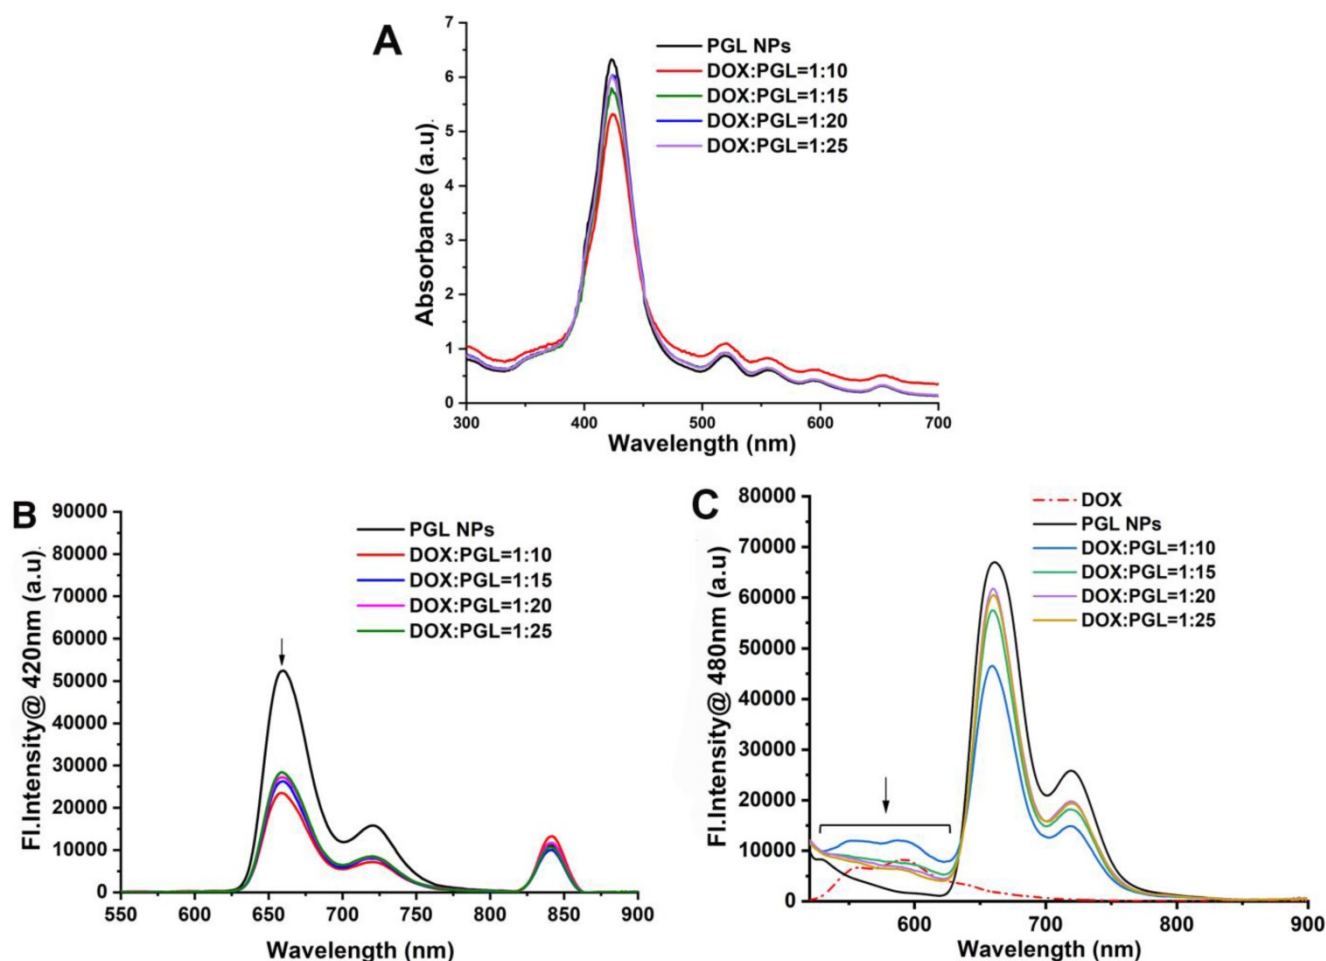 A
7
6
5
4
3
2
1
0
Absorbance (a.u).
300
400
500
600
700
Wavelength (nm)
PGL NPs
DOX:PGL=1:10
DOX:PGL=1:15
DOX:PGL=1:20
DOX:PGL=1:25
B
90000
80000
70000
60000
50000
40000
30000
20000
10000
0
Fl.Intensity@ 420nm (a.u).
550
600
650
700
750
800
850
900
Wavelength (nm)
PGL NPs
DOX:PGL=1:10
DOX:PGL=1:15
DOX:PGL=1:20
DOX:PGL=1:25
C
80000
70000
60000
50000
40000
30000
20000
10000
0
Fl.Intensity@ 480nm (a.u)
600
700
800
900
Wavelength (nm)
DOX
PGL NPs
DOX:PGL=1:10
DOX:PGL=1:15
DOX:PGL=1:20
DOX:PGL=1:25